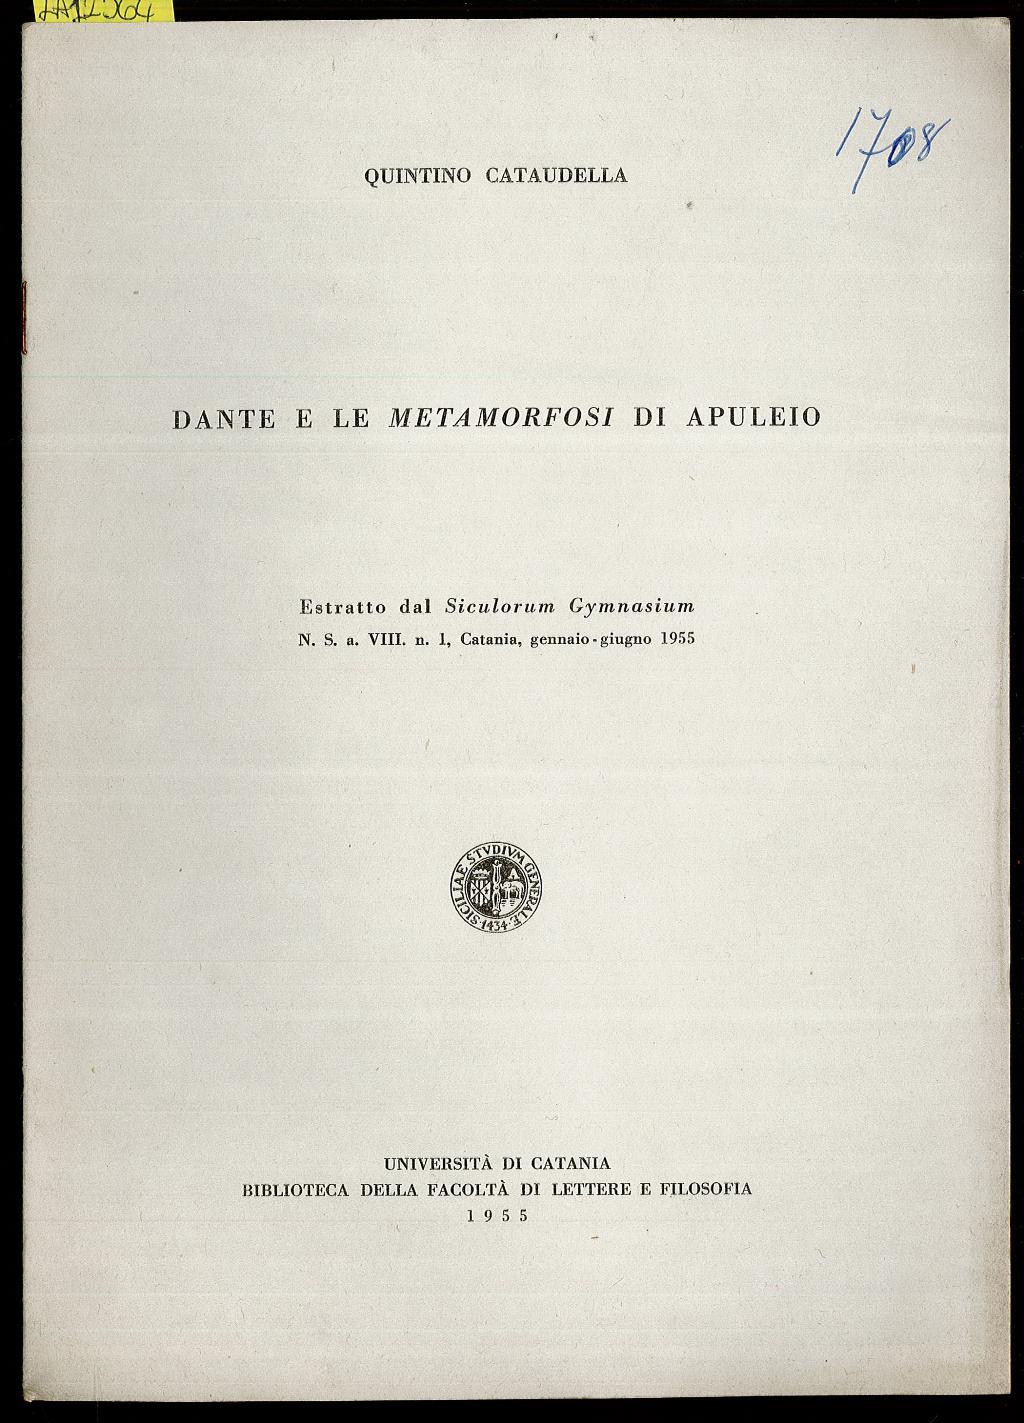 1708
QUINTINO CATAUDELLA
DANTE E LE METAMORFOSI DI APULEIO
Estratto dal Siculorum Gymnasium
N. S. a. VIII. n. 1, Catania, gennaio-giugno 1955
SICILIAE STVDIVM GENERALE
1434
UNIVERSITÀ DI CATANIA
BIBLIOTECA DELLA FACOLTÀ DI LETTERE E FILOSOFIA
1955